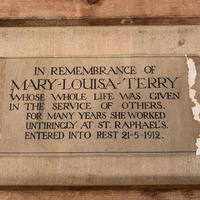 IN REMEMBRANCE OF
MARY-LOUISA-TERRY
WHOSE WHOLE LIFE WAS GIVEN
IN THE SERVICE OF OTHERS.
FOR MANY YEARS SHE WORKED
UNTIRINGLY AT ST. RAPHAEL'S.
ENTERED INTO REST 21-5-1912.